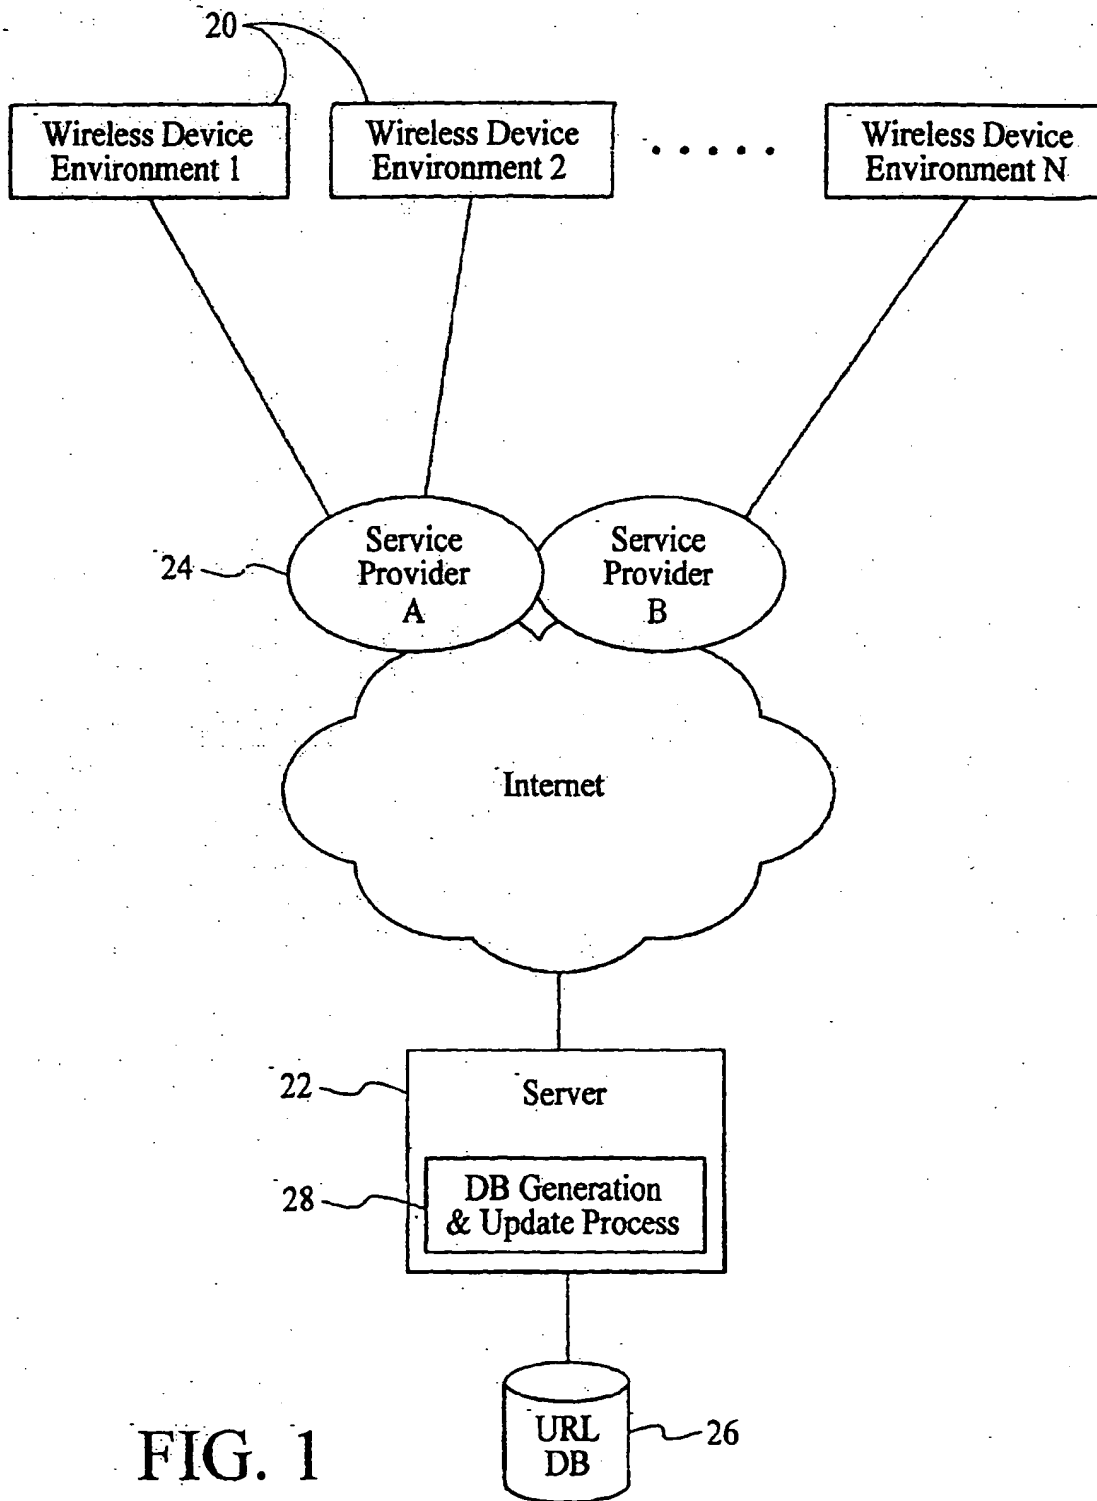 20
Wireless Device
Environment 1
Wireless Device
Environment 2
Wireless Device
Environment N
24
Service
Provider
A
Service
Provider
B
Internet
22
Server
28
DB Generation
& Update Process
URL
DB
26
FIG. 1